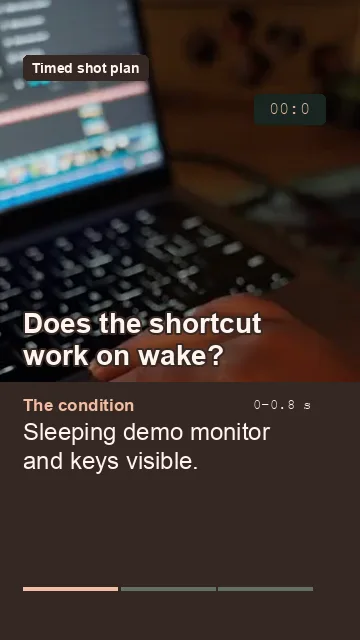 Timed shot plan
00:0
Does the shortcut
work on wake?
The condition
0–0.8 s
Sleeping demo monitor
and keys visible.